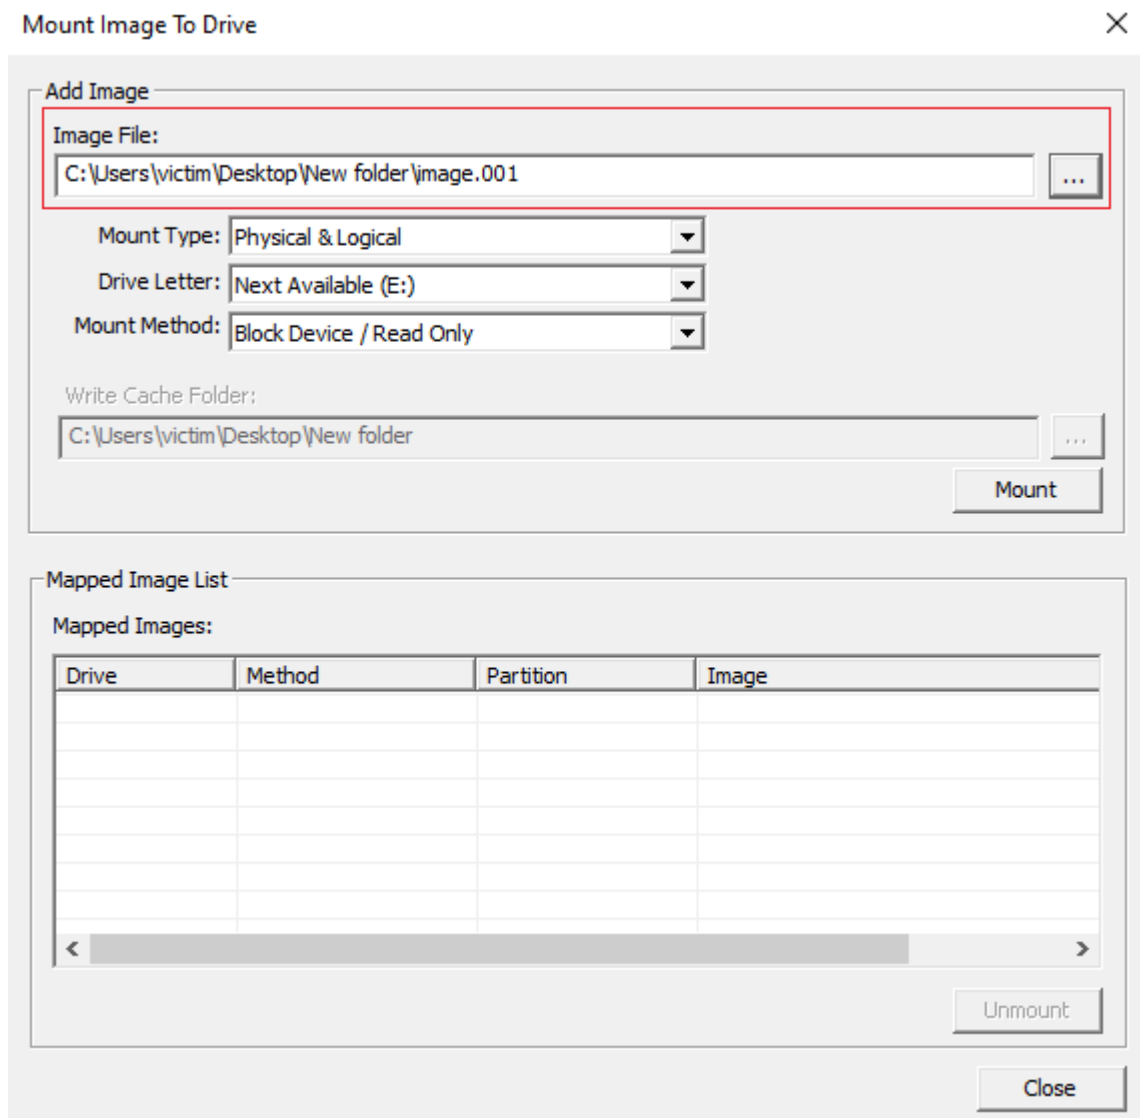 Mount Image To Drive
Add Image
Image File:
C:\Users\victim\Desktop\New folder\image.001
...
Mount Type: Physical & Logical
Drive Letter: Next Available (E:)
Mount Method: Block Device / Read Only
Write Cache Folder:
C:\Users\victim\Desktop\New folder
...
Mount
Mapped Image List
Mapped Images:
Drive Method Partition Image
Unmount
Close